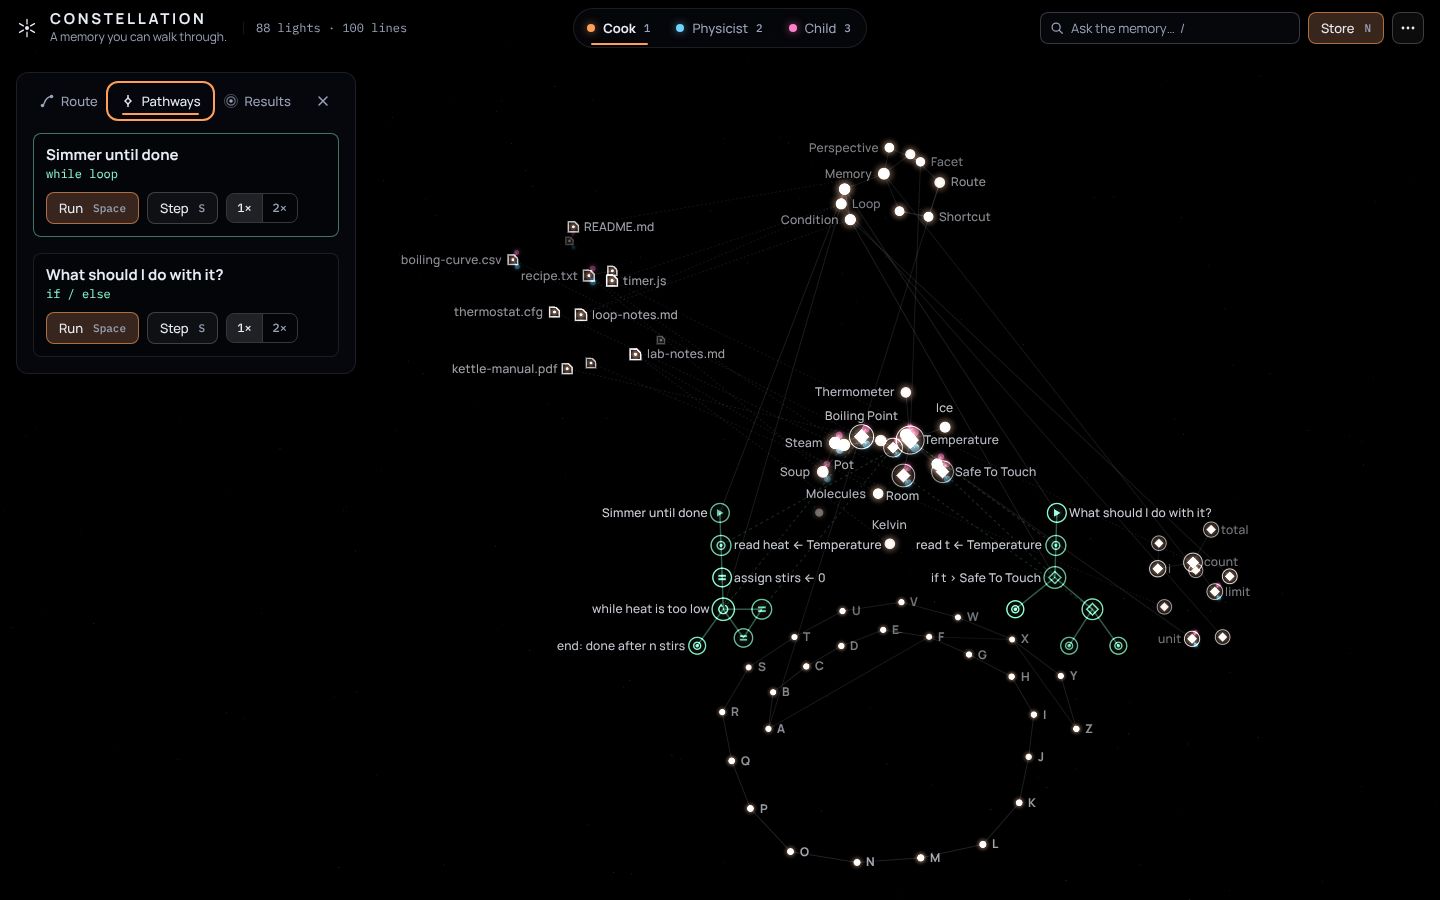 CONSTELLATION
A memory you can walk through.
88 lights · 100 lines
Cook 1
Physicist 2
Child 3
Ask the memory… /
Store N
Route
Pathways
Results
Simmer until done
while loop
Run Space
Step S
1×
2×
What should I do with it?
if / else
Run Space
Step S
1×
2×
Perspective
Facet
Memory
Route
Loop
Condition
Shortcut
README.md
boiling-curve.csv
recipe.txt
timer.js
thermostat.cfg
loop-notes.md
lab-notes.md
kettle-manual.pdf
Thermometer
Ice
Boiling Point
Steam
Temperature
Soup
Pot
Safe To Touch
Molecules
Room
Kelvin
Simmer until done
read heat ← Temperature
assign stirs ← 0
while heat is too low
end: done after n stirs
What should I do with it?
read t ← Temperature
if t > Safe To Touch
total
count
i
limit
unit
U
V
W
T
E
F
X
D
G
S
C
H
Y
B
R
I
A
Z
Q
J
P
K
O
N
M
L